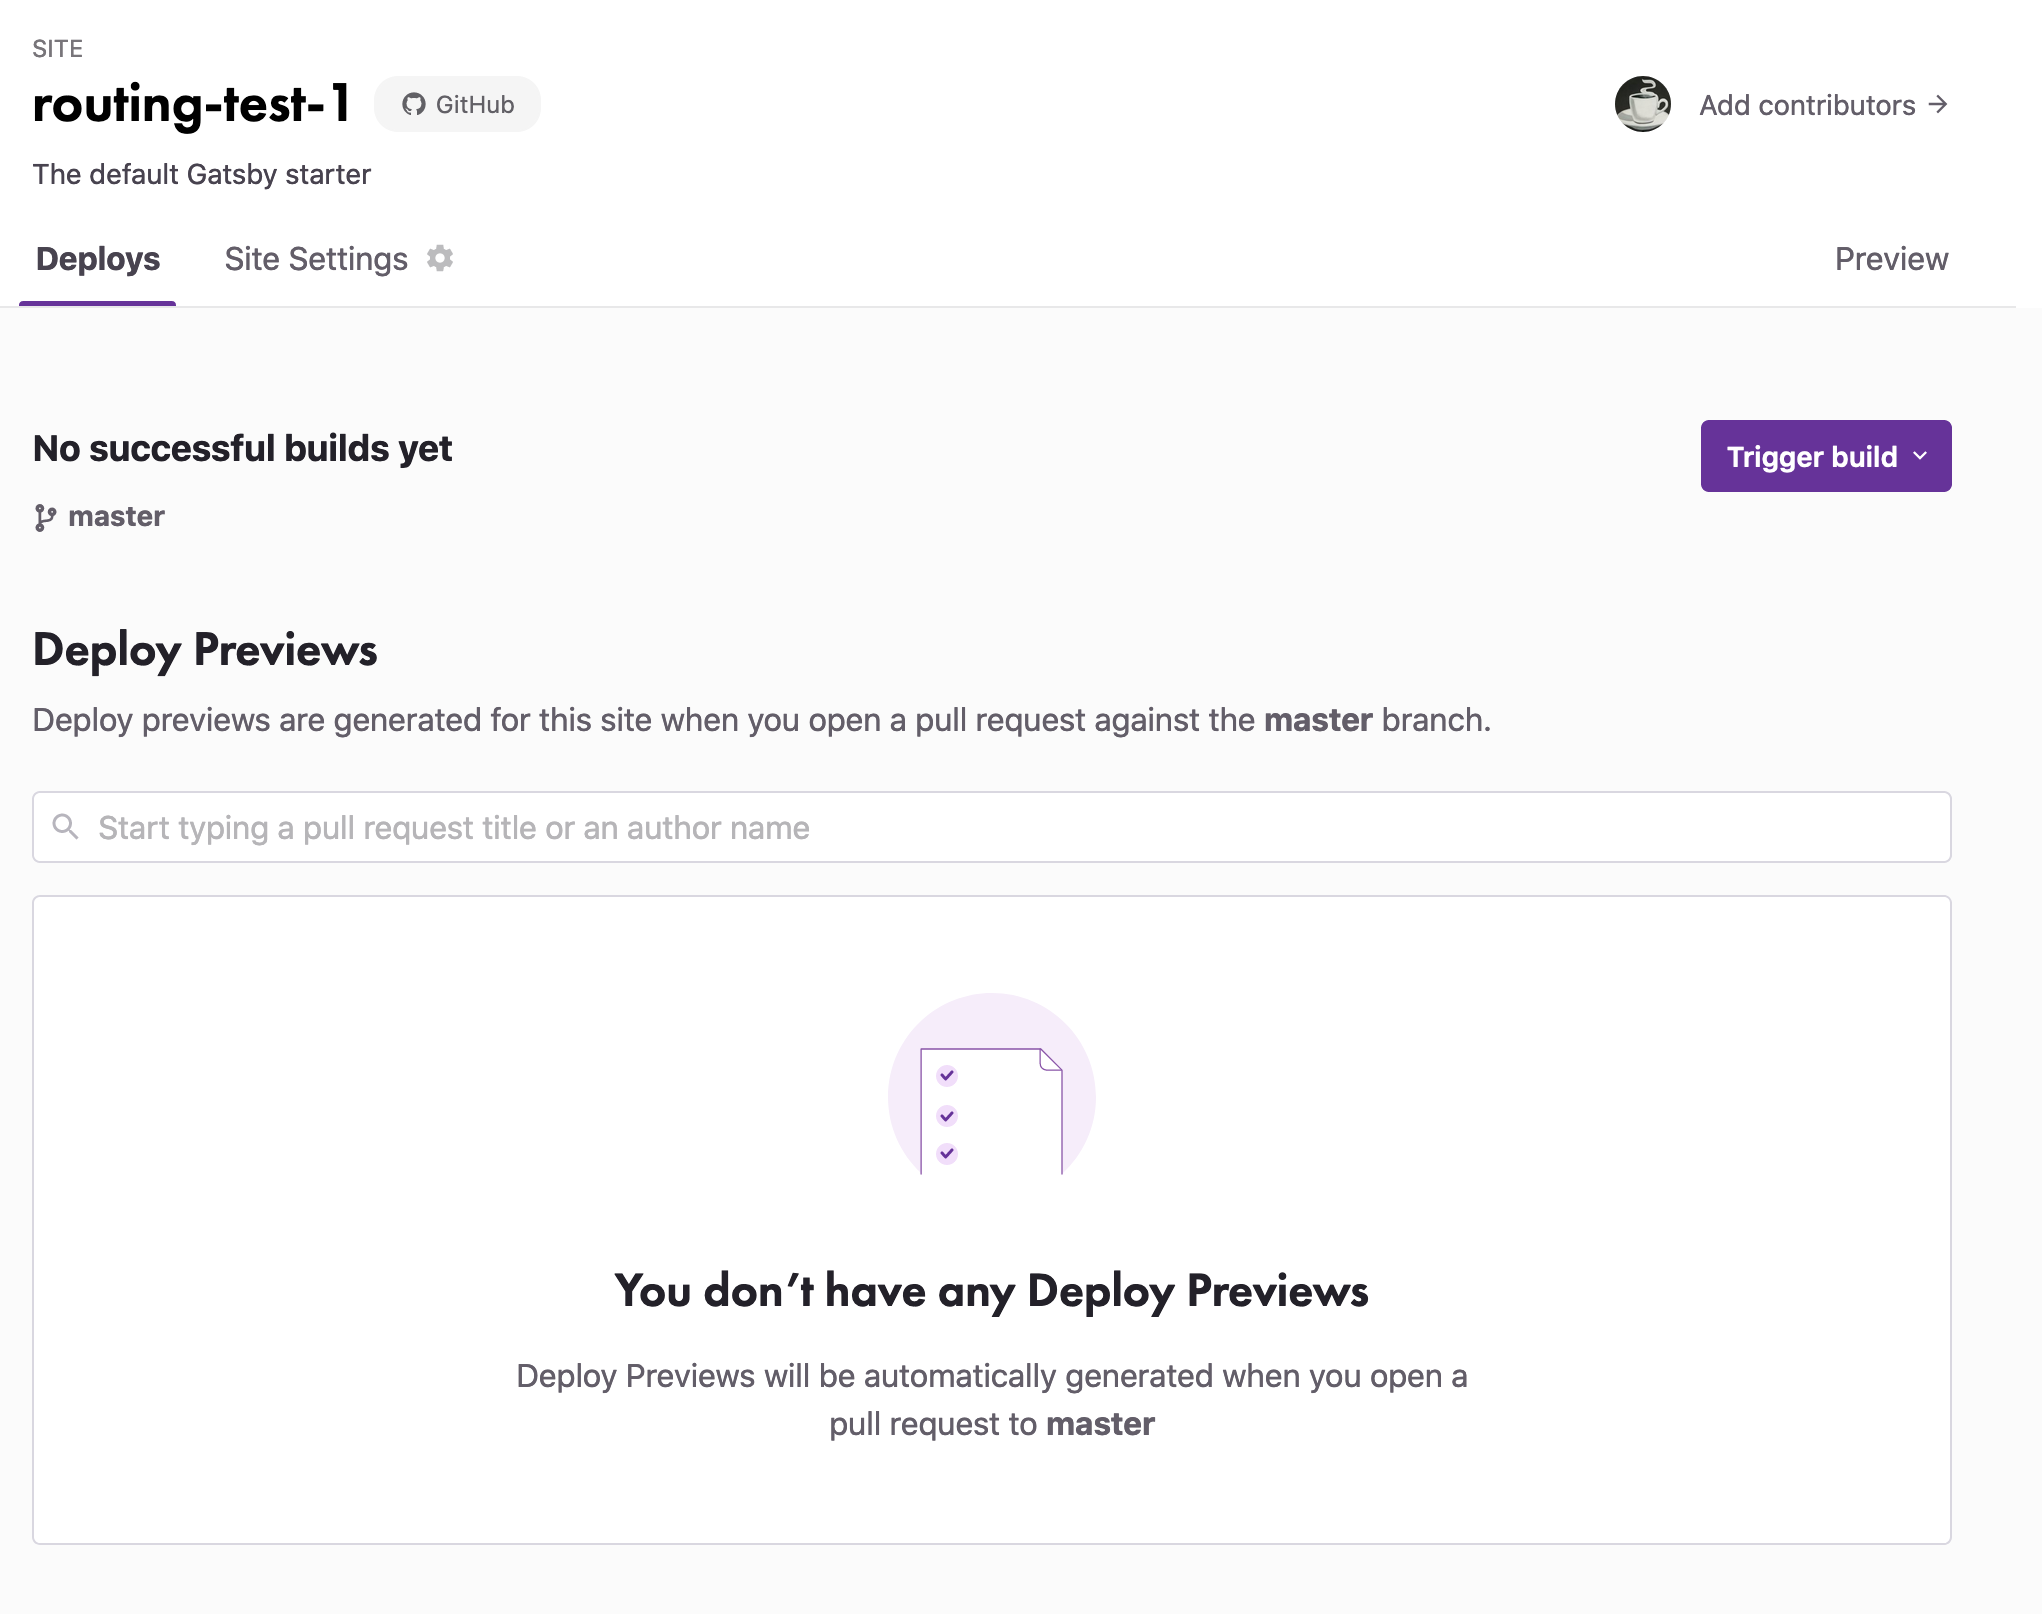 SITE
routing-test-1 GitHub
Add contributors →
The default Gatsby starter
Deploys Site Settings Preview
No successful builds yet
Trigger build
master
Deploy Previews
Deploy previews are generated for this site when you open a pull request against the master branch.
Start typing a pull request title or an author name
You don’t have any Deploy Previews
Deploy Previews will be automatically generated when you open a
pull request to master